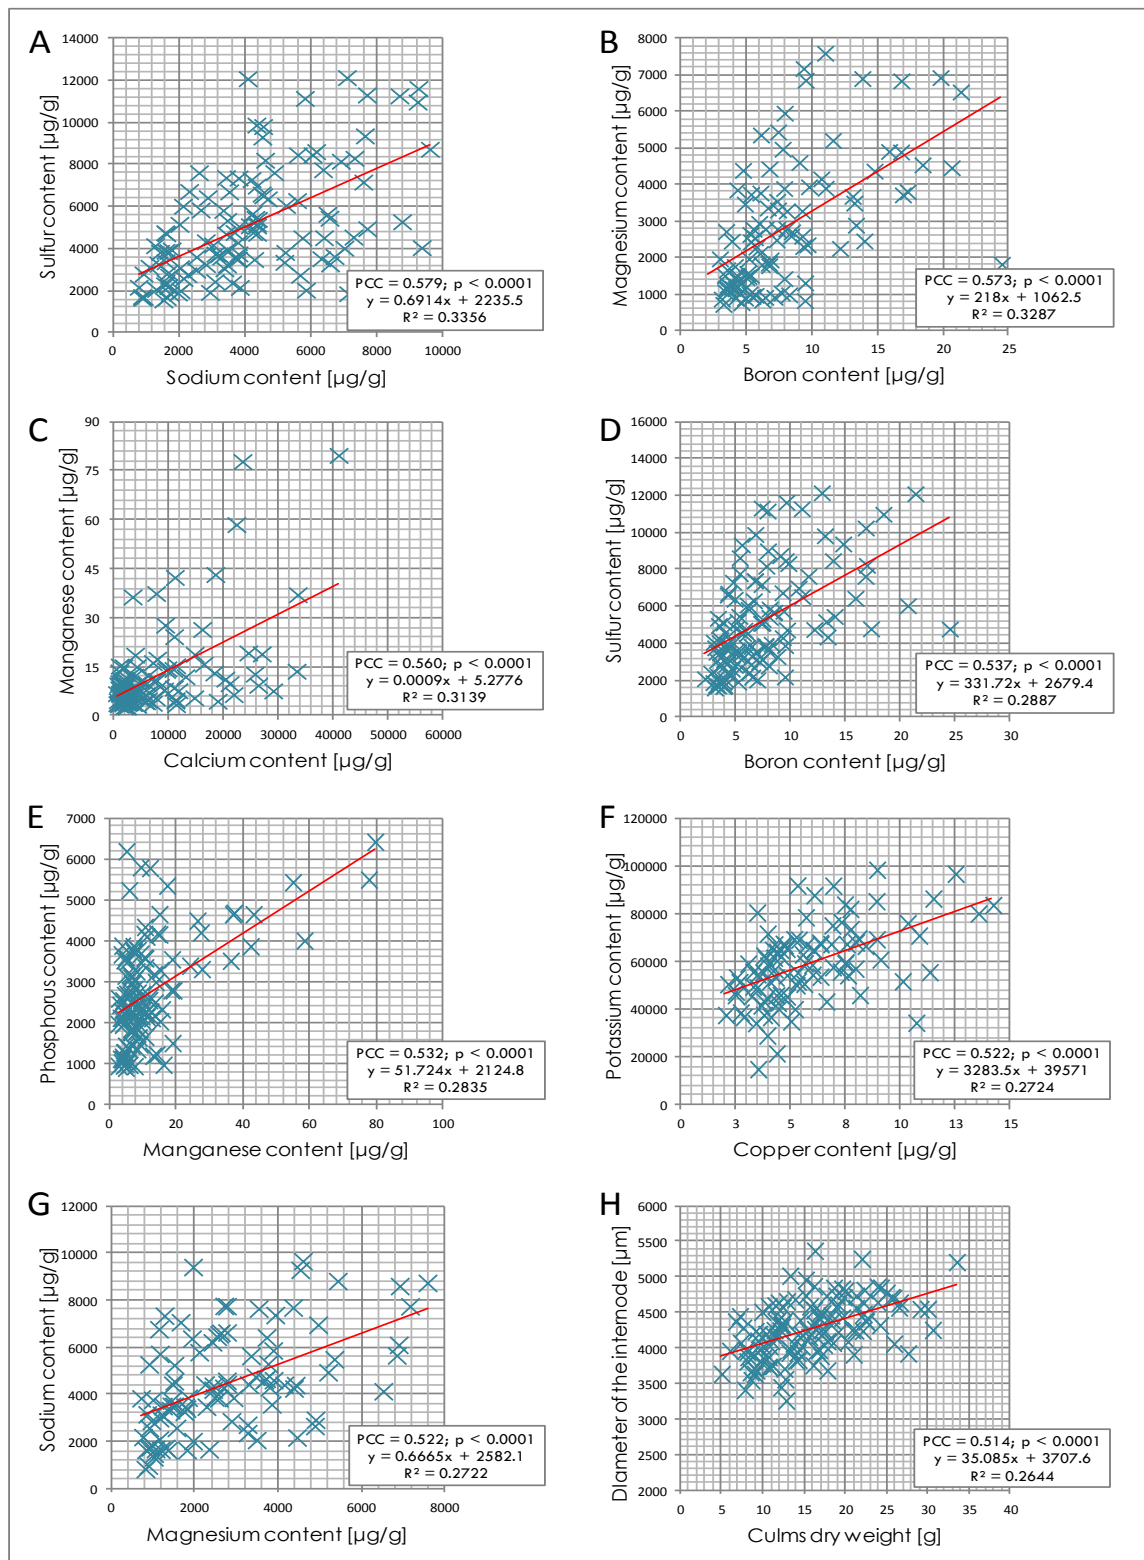 A
14000
12000
10000
8000
6000
4000
2000
0
Sulfur content [µg/g]
PCC = 0.579; p < 0.0001
y = 0.6914x + 2235.5
R² = 0.3356
0 2000 4000 6000 8000 10000
Sodium content [µg/g]
B
8000
7000
6000
5000
4000
3000
2000
1000
0
Magnesium content [µg/g]
PCC = 0.573; p < 0.0001
y = 218x + 1062.5
R² = 0.3287
0 5 10 15 20 25
Boron content [µg/g]
C
90
75
60
45
30
15
0
Manganese content [µg/g]
PCC = 0.560; p < 0.0001
y = 0.0009x + 5.2776
R² = 0.3139
0 10000 20000 30000 40000 50000 60000
Calcium content [µg/g]
D
16000
14000
12000
10000
8000
6000
4000
2000
0
Sulfur content [µg/g]
PCC = 0.537; p < 0.0001
y = 331.72x + 2679.4
R² = 0.2887
0 5 10 15 20 25 30
Boron content [µg/g]
E
7000
6000
5000
4000
3000
2000
1000
0
Phosphorus content [µg/g]
PCC = 0.532; p < 0.0001
y = 51.724x + 2124.8
R² = 0.2835
0 20 40 60 80 100
Manganese content [µg/g]
F
120000
100000
80000
60000
40000
20000
0
Potassium content [µg/g]
PCC = 0.522; p < 0.0001
y = 3283.5x + 39571
R² = 0.2724
0 3 5 8 10 13 15
Copper content [µg/g]
G
12000
10000
8000
6000
4000
2000
0
Sodium content [µg/g]
PCC = 0.522; p < 0.0001
y = 0.6665x + 2582.1
R² = 0.2722
0 2000 4000 6000 8000
Magnesium content [µg/g]
H
6000
5500
5000
4500
4000
3500
3000
2500
2000
Diameter of the internode [µm]
PCC = 0.514; p < 0.0001
y = 35.085x + 3707.6
R² = 0.2644
0 5 10 15 20 25 30 35 40
Culms dry weight [g]